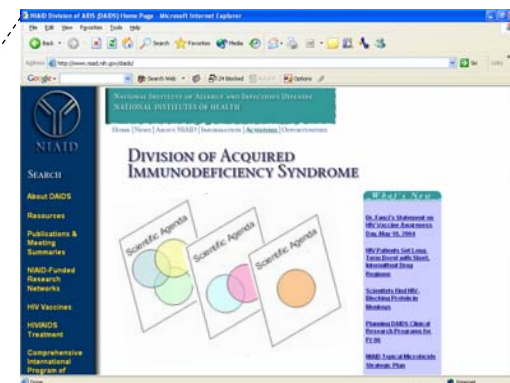 NIAID Division of AIDS (DAIDS) Home Page - Microsoft Internet Explorer
File Edit View Favorites Tools Help
Back Search Favorites Media
Address http://www.niaid.nih.gov/daids/ Go Links
Google Search Web Options
NATIONAL INSTITUTE OF ALLERGY AND INFECTIOUS DISEASES
NATIONAL INSTITUTES OF HEALTH
HOME | NEWS | ABOUT NIAID | INFORMATION | ACTIVITIES | OPPORTUNITIES
NIAID
DIVISION OF ACQUIRED
IMMUNODEFICIENCY SYNDROME
SEARCH
About DAIDS
Resources
Publications &
Meeting
Summaries
NIAID-Funded
Research
Networks
HIV Vaccines
HIV/AIDS
Treatment
Comprehensive
International
Program of
Scientific Agenda
Scientific Agenda
Scientific Agenda
What's New
Dr. Fauci's Statement on
HIV Vaccine Awareness
Day, May 18, 2004
HIV Patients Get Long-
Term Boost with Short,
Intermittent Drug
Regimen
Scientists Find HIV-
Blocking Protein in
Monkeys
Planning DAIDS Clinical
Research Programs for
FY 06
NIAID Topical Microbicide
Strategic Plan
Done
Internet